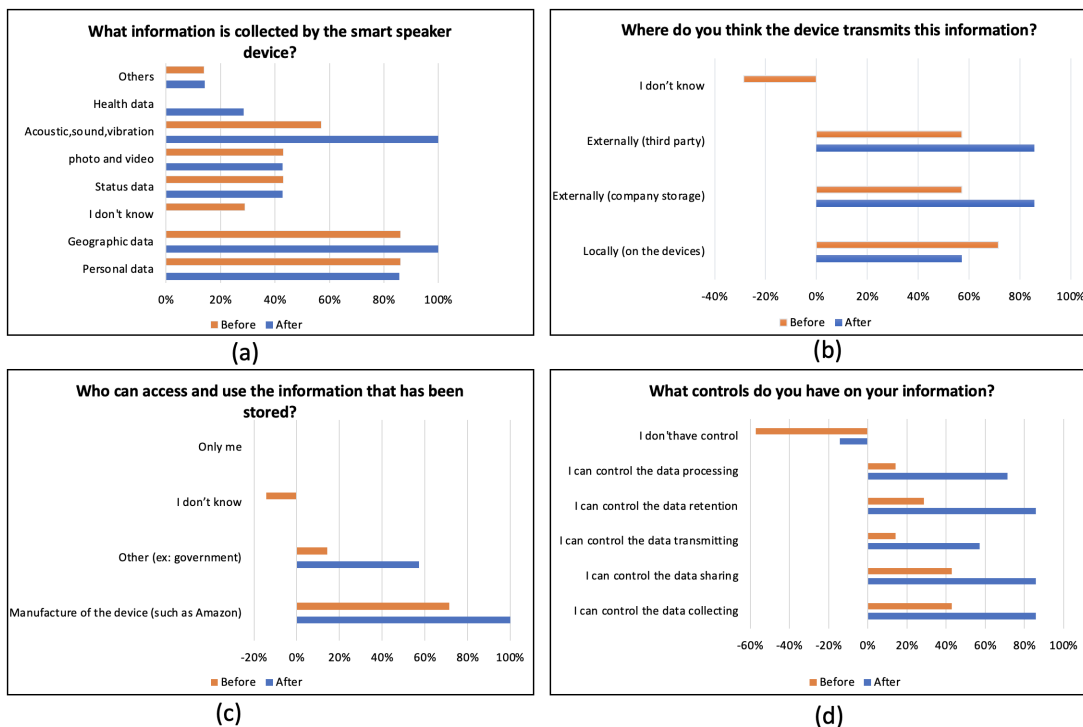 What information is collected by the smart speaker
device?
Others
Health data
Acoustic,sound,vibration
photo and video
Status data
I don't know
Geographic data
Personal data
0% 20% 40% 60% 80% 100%
Before After
(a)
Where do you think the device transmits this information?
I don't know
Externally (third party)
Externally (company storage)
Locally (on the devices)
-40% -20% 0% 20% 40% 60% 80% 100%
Before After
(b)
Who can access and use the information that has been
stored?
Only me
I don't know
Other (ex: government)
Manufacture of the device (such as Amazon)
-20% 0% 20% 40% 60% 80% 100%
Before After
(c)
What controls do you have on your information?
I don'thave control
I can control the data processing
I can control the data retention
I can control the data transmitting
I can control the data sharing
I can control the data collecting
-60% -40% -20% 0% 20% 40% 60% 80% 100%
Before After
(d)